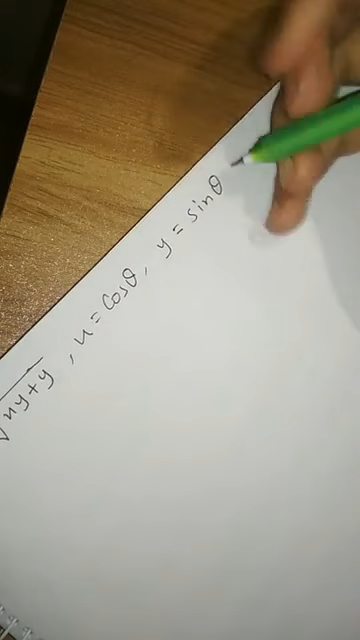 √xy+y , x = cosθ, y = sinθ